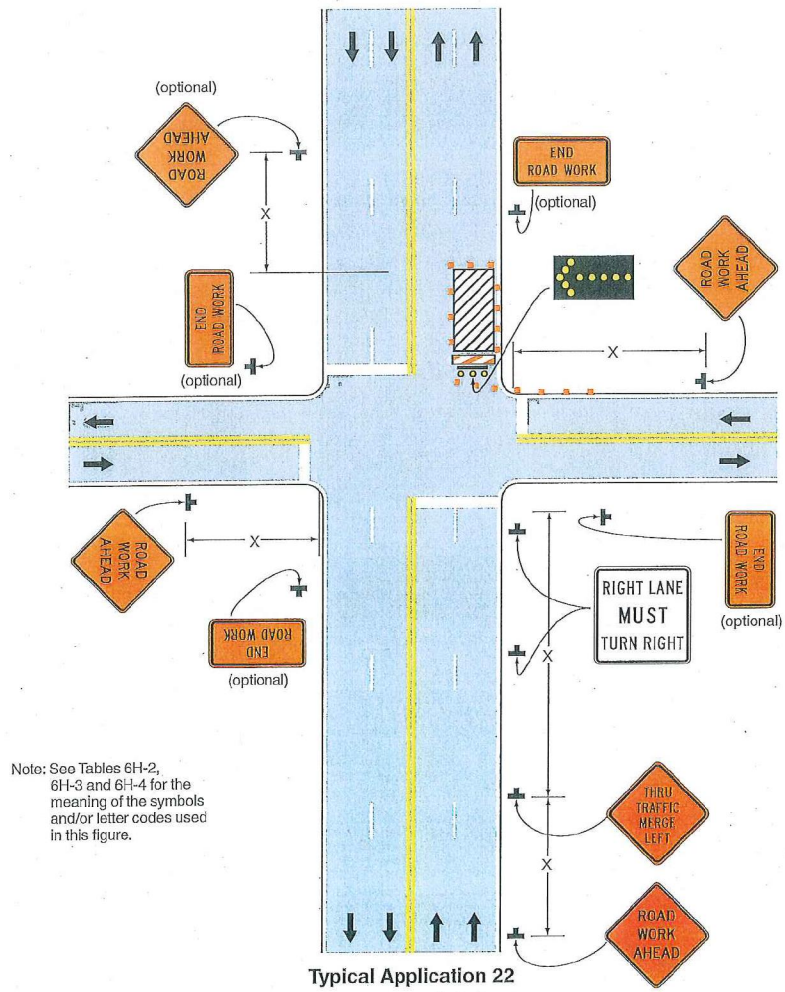 (optional)
ROAD
WORK
AHEAD
X
END
ROAD WORK
(optional)
END
ROAD WORK
(optional)
ROAD
WORK
AHEAD
X
ROAD
WORK
AHEAD
X
END
ROAD WORK
(optional)
RIGHT LANE
MUST
TURN RIGHT
X
END
ROAD WORK
(optional)
THRU
TRAFFIC
MERGE
LEFT
X
ROAD
WORK
AHEAD
Note: See Tables 6H-2,
6H-3 and 6H-4 for the
meaning of the symbols
and/or letter codes used
in this figure.
Typical Application 22